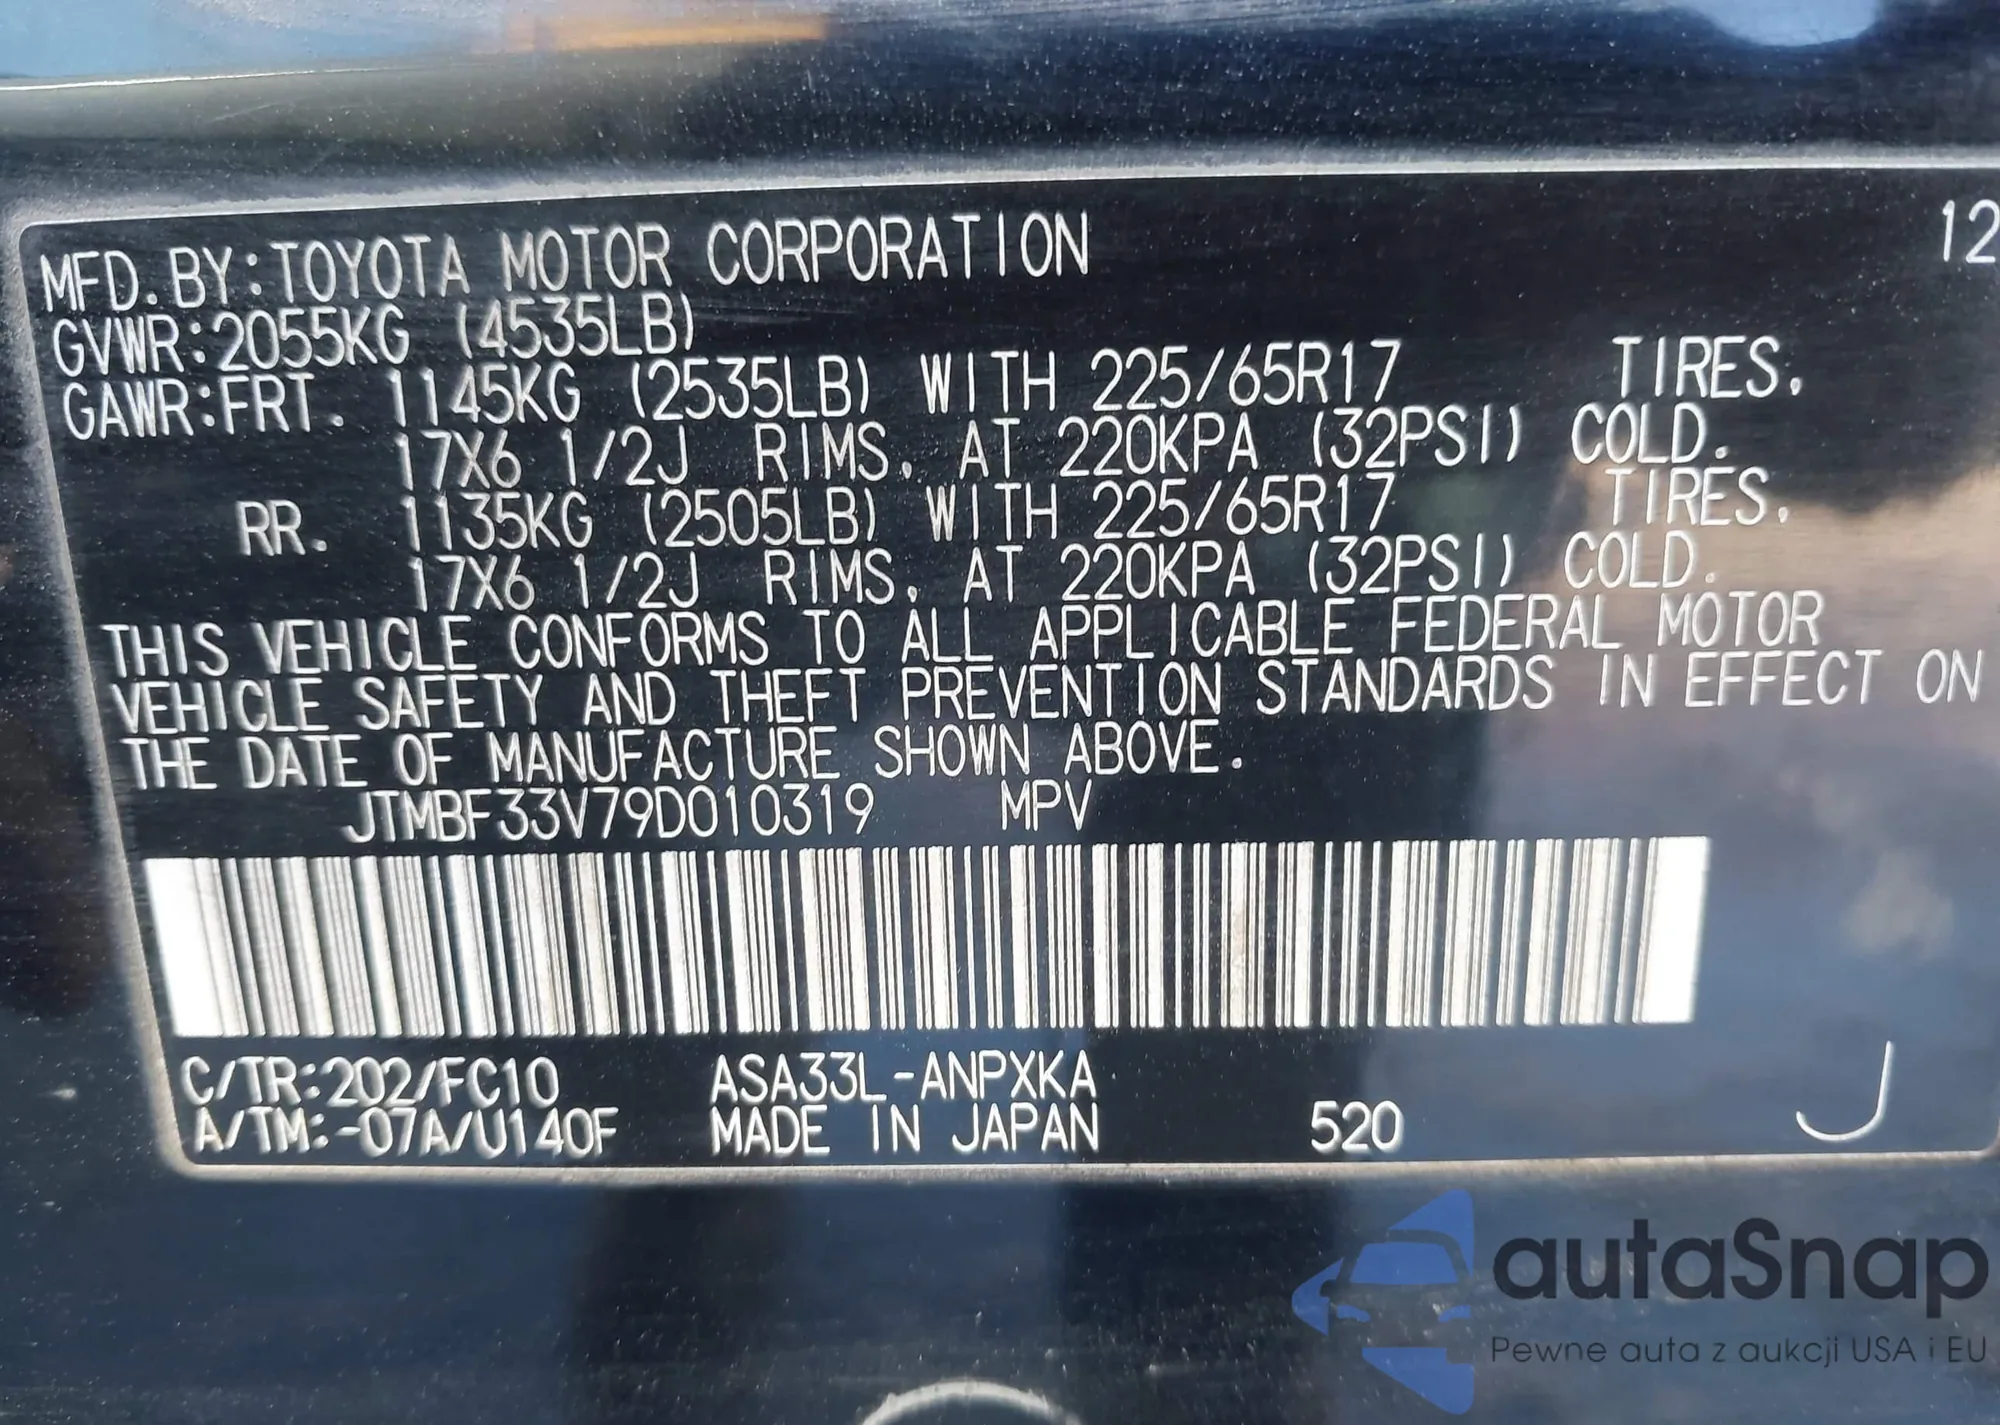 MFD. BY: TOYOTA MOTOR CORPORATION 12
GVWR: 2055KG (4535LB)
GAWR: FRT. 1145KG (2535LB) WITH 225/65R17 TIRES,
17X6 1/2J RIMS, AT 220KPA (32PSI) COLD.
RR. 1135KG (2505LB) WITH 225/65R17 TIRES,
17X6 1/2J RIMS, AT 220KPA (32PSI) COLD.
THIS VEHICLE CONFORMS TO ALL APPLICABLE FEDERAL MOTOR
VEHICLE SAFETY AND THEFT PREVENTION STANDARDS IN EFFECT ON
THE DATE OF MANUFACTURE SHOWN ABOVE.
JTMBF33V79D010319 MPV
C/TR: 202/FC10 ASA33L-ANPXKA
A/TM: -07A/U140F MADE IN JAPAN 520 J
autaSnap
Pewne auta z aukcji USA i EU